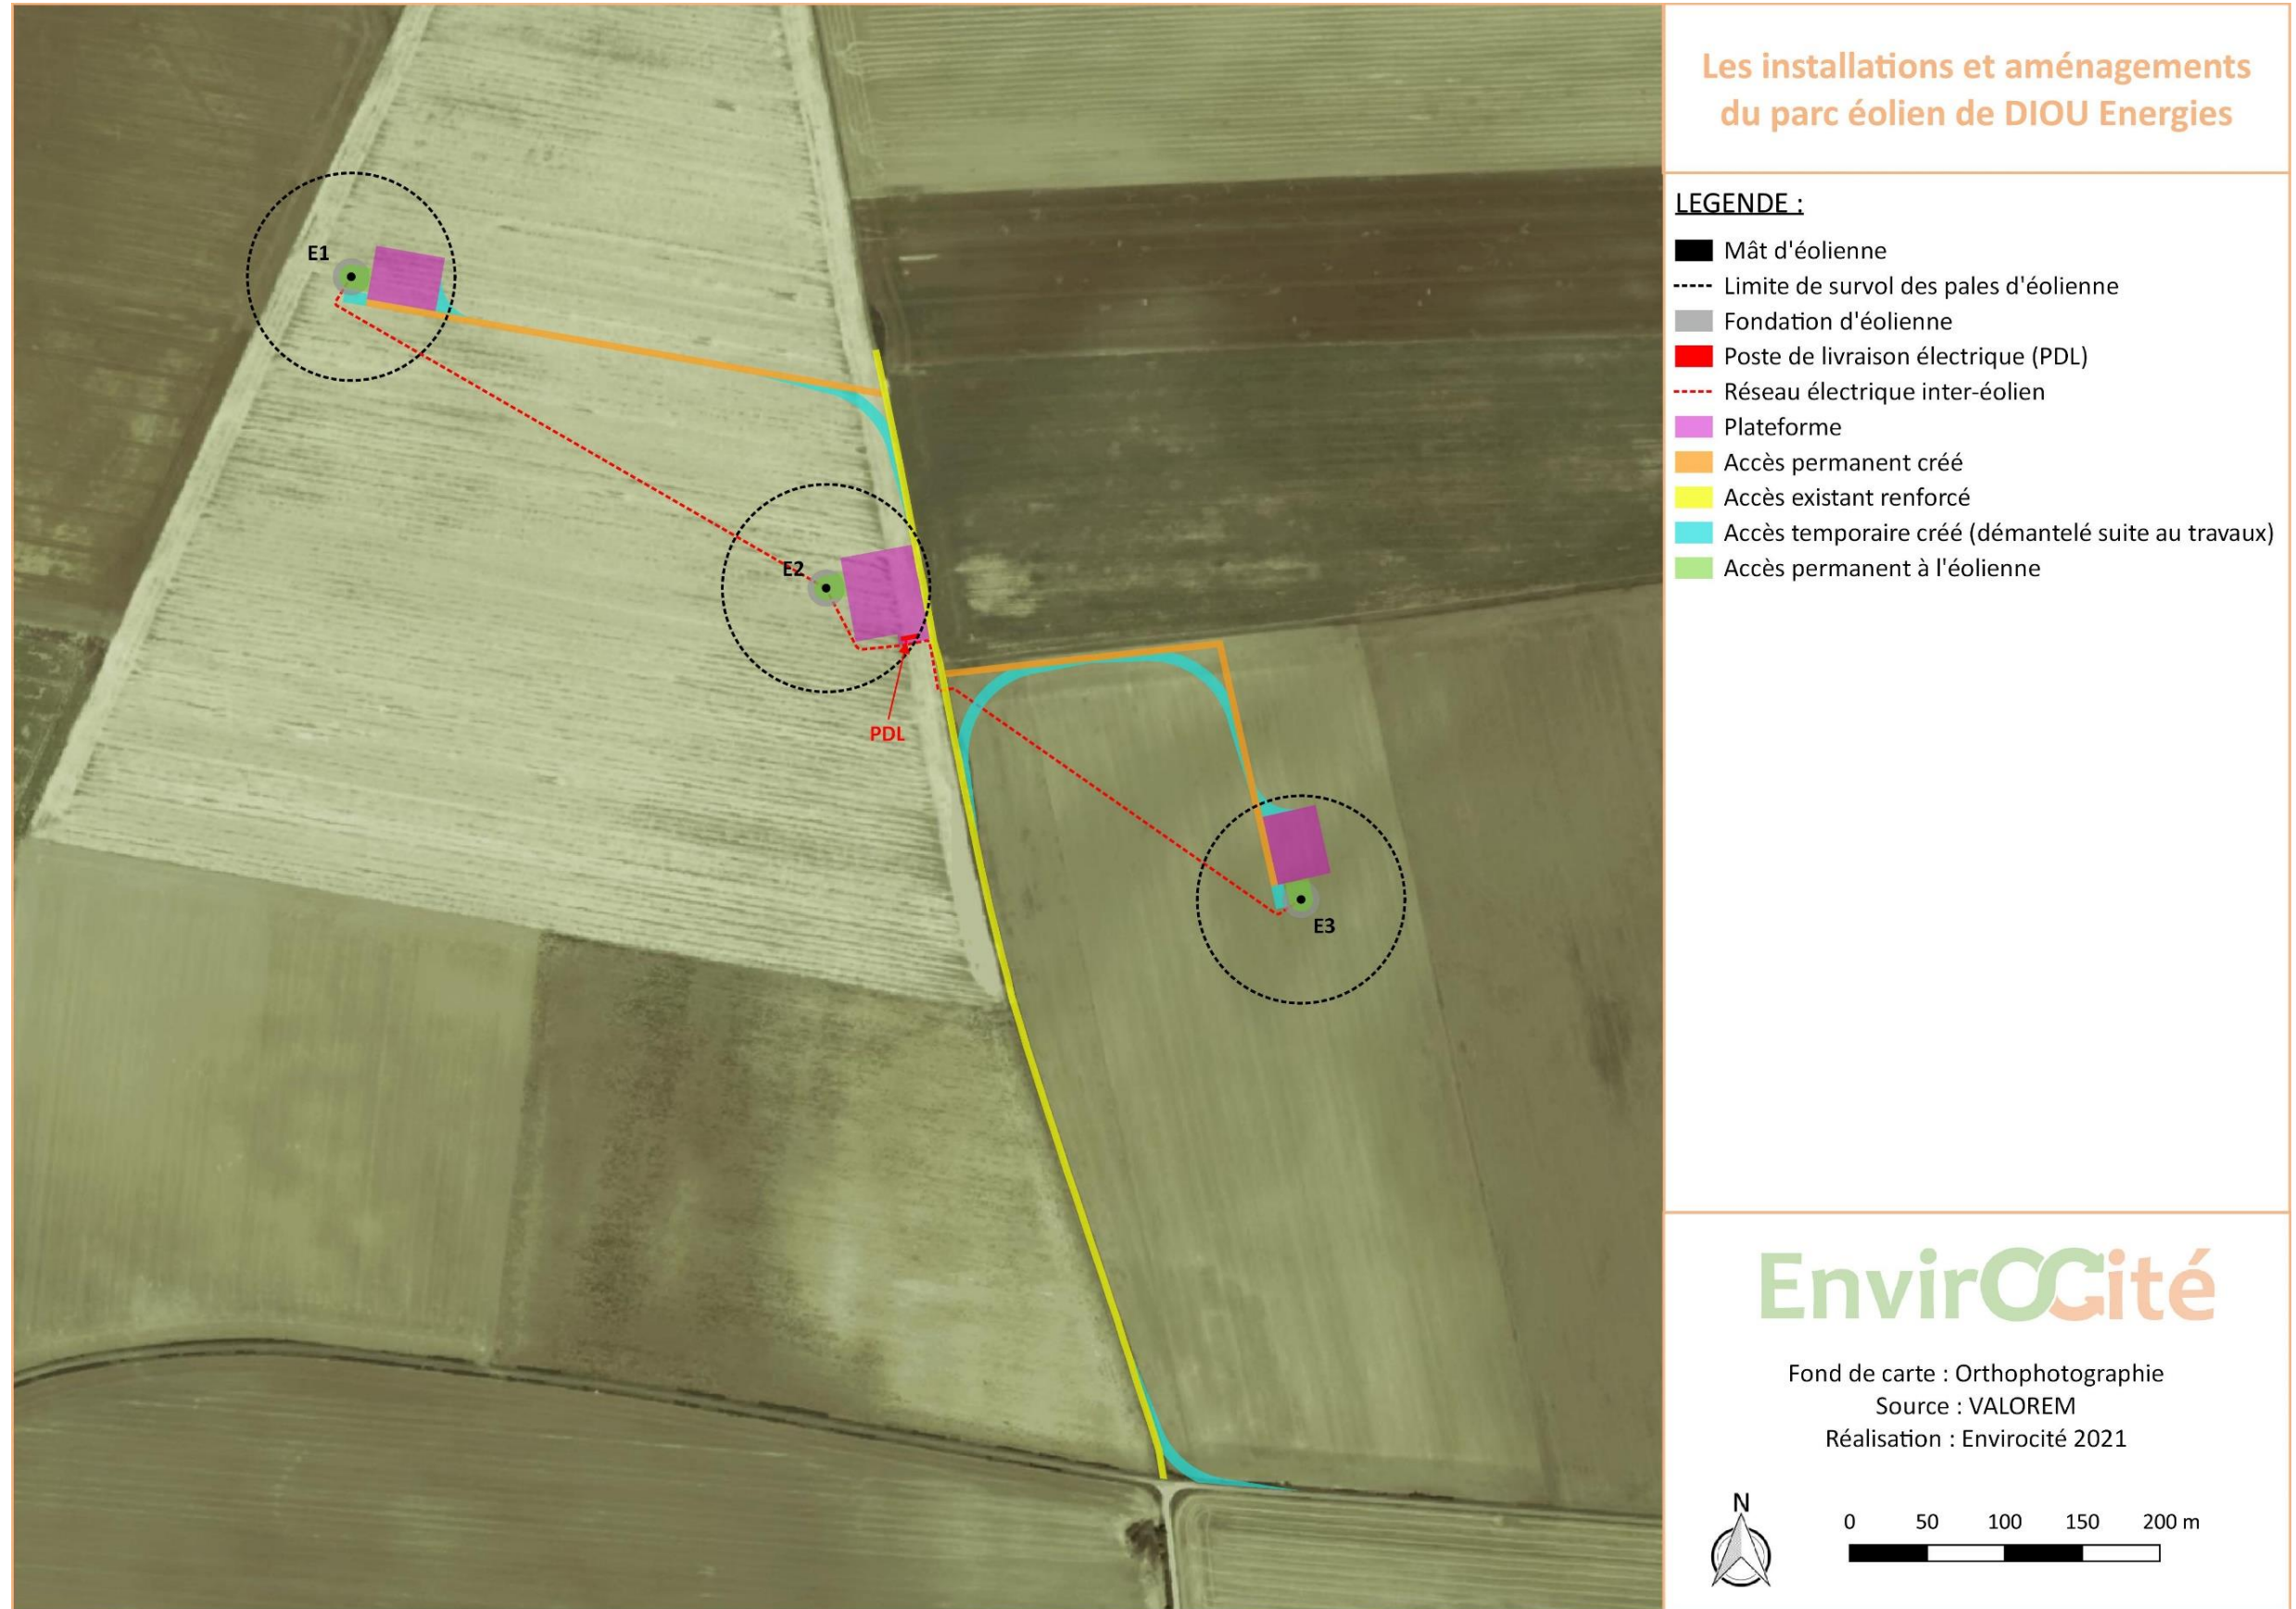 Les installations et aménagements
du parc éolien de DIOU Energies
LEGENDE :
Mât d'éolienne
Limite de survol des pales d'éolienne
Fondation d'éolienne
Poste de livraison électrique (PDL)
Réseau électrique inter-éolien
Plateforme
Accès permanent créé
Accès existant renforcé
Accès temporaire créé (démantelé suite au travaux)
Accès permanent à l'éolienne
E1
E2
PDL
E3
EnvirOCité
Fond de carte : Orthophotographie
Source : VALOREM
Réalisation : Envirocité 2021
N
0 50 100 150 200 m